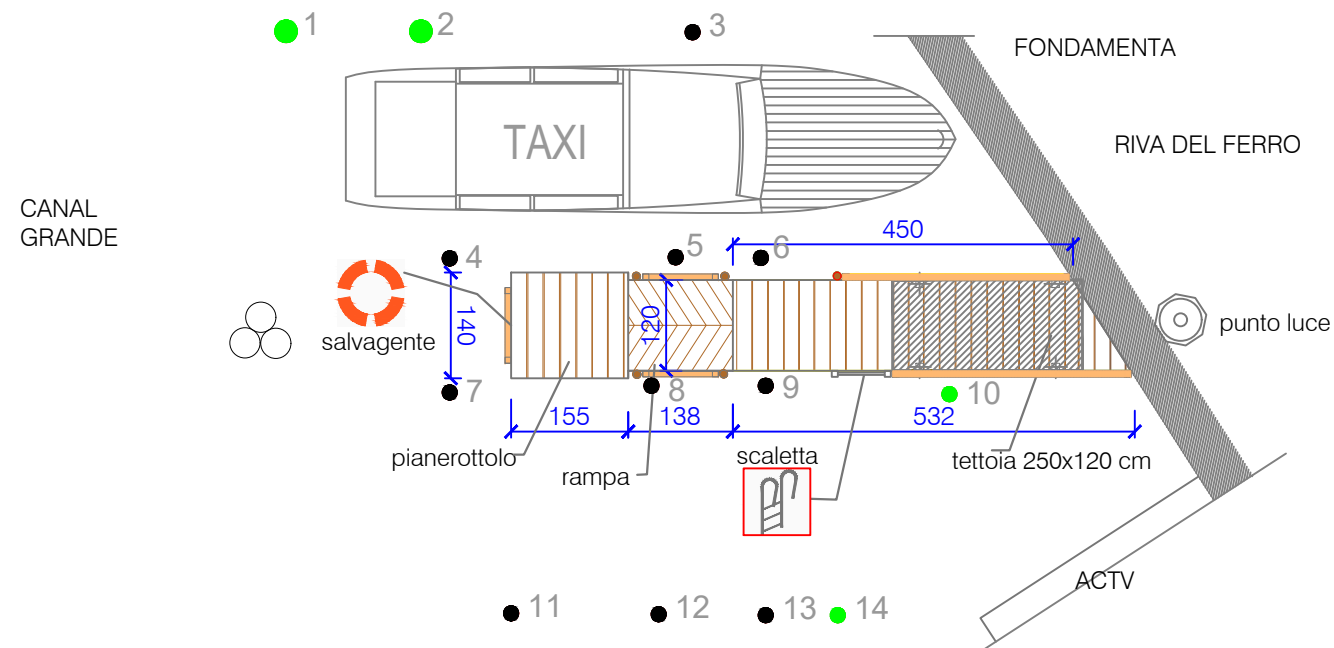 1
2
3
FONDAMENTA
TAXI
RIVA DEL FERRO
CANAL
GRANDE
450
4
5
6
140
120
salvagente
punto luce
7
8
9
10
155
138
532
pianerottolo
rampa
scaletta
tettoia 250x120 cm
ACTV
11
12
13
14